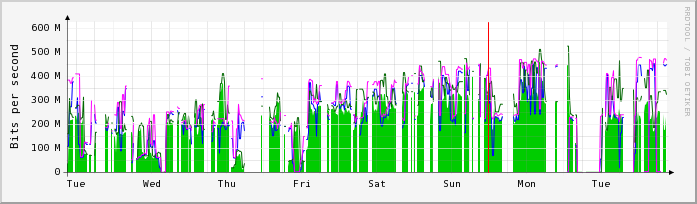 600 M
500 M
400 M
300 M
200 M
100 M
0
Bits per second
Tue Wed Thu Fri Sat Sun Mon Tue
RRDTOOL / TOBI OETIKER